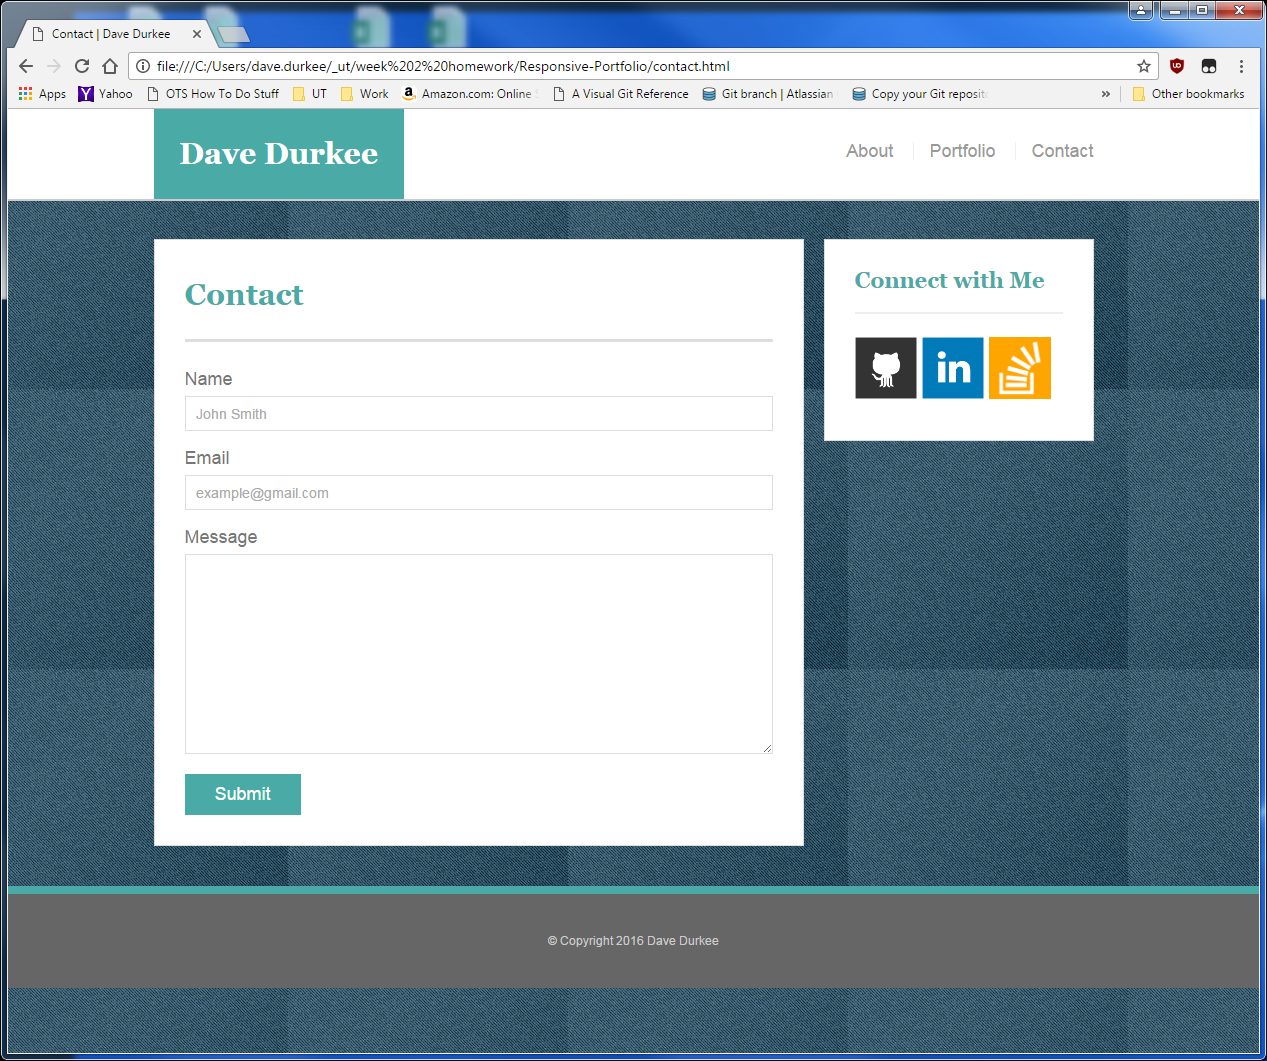 Contact | Dave Durkee
file:///C:/Users/dave.durkee/_ut/week%202%20homework/Responsive-Portfolio/contact.html
Apps Yahoo OTS How To Do Stuff UT Work Amazon.com: Online A Visual Git Reference Git branch | Atlassian Copy your Git reposito » Other bookmarks
Dave Durkee
About Portfolio Contact
Contact
Connect with Me
in
Name
John Smith
Email
example@gmail.com
Message
Submit
© Copyright 2016 Dave Durkee